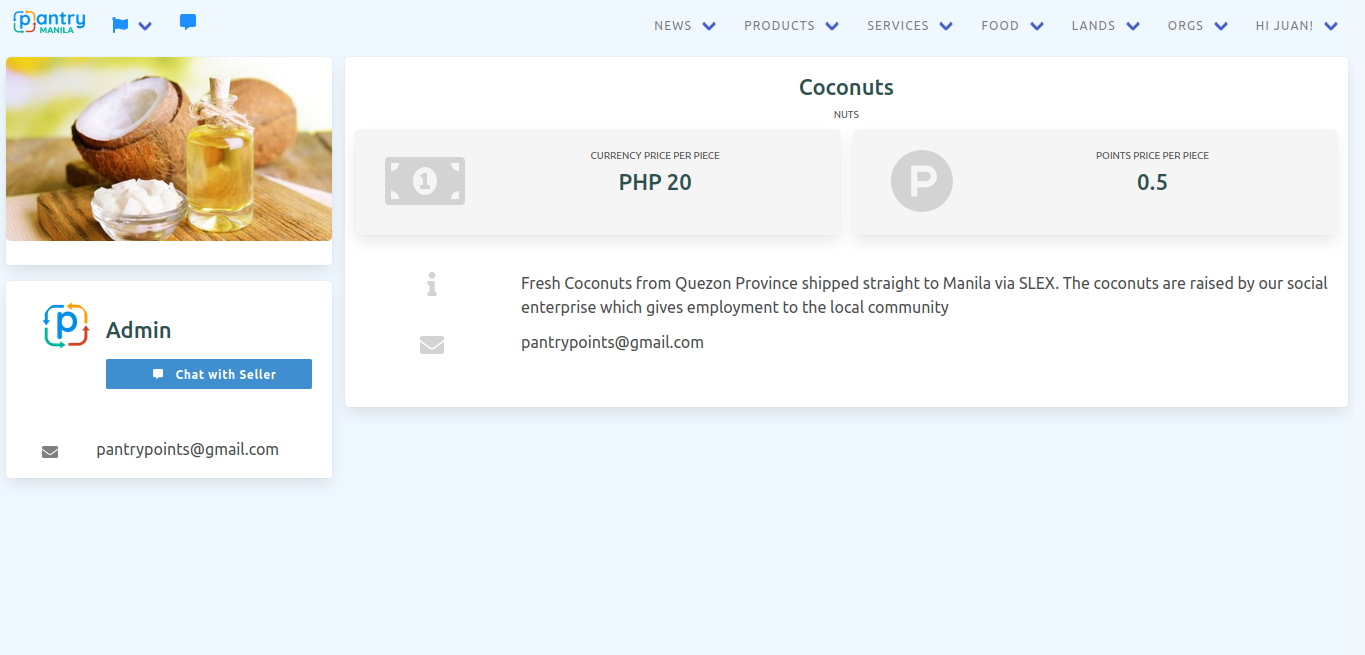 pantry
MANILA
NEWS
PRODUCTS
SERVICES
FOOD
LANDS
ORGS
HI JUAN!
Coconuts
NUTS
1
CURRENCY PRICE PER PIECE
PHP 20
P
POINTS PRICE PER PIECE
0.5
Fresh Coconuts from Quezon Province shipped straight to Manila via SLEX. The coconuts are raised by our social
enterprise which gives employment to the local community
pantrypoints@gmail.com
p
Admin
Chat with Seller
pantrypoints@gmail.com